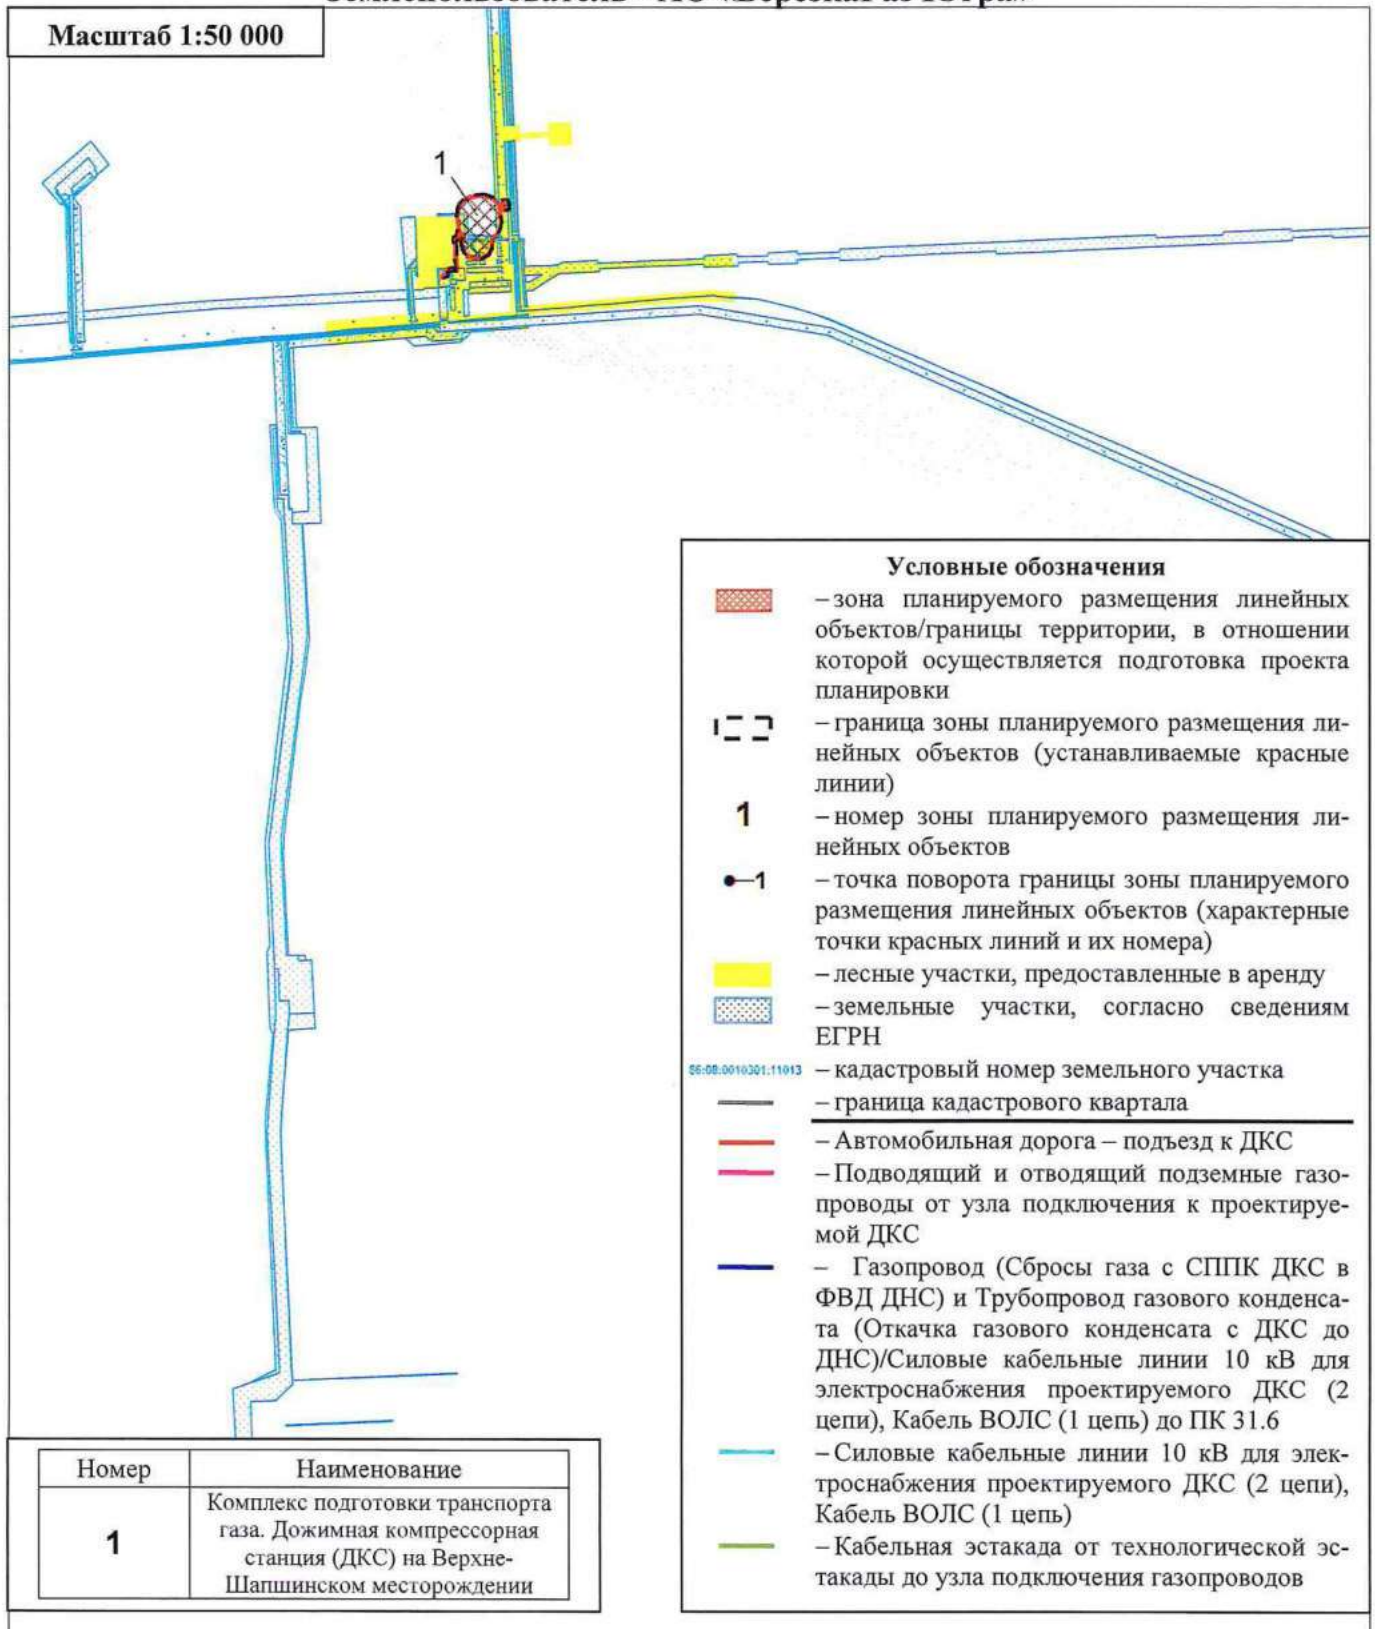 Масштаб 1:50 000
1
Условные обозначения
– зона планируемого размещения линейных
объектов/границы территории, в отношении
которой осуществляется подготовка проекта
планировки
– граница зоны планируемого размещения ли-
нейных объектов (устанавливаемые красные
линии)
1 – номер зоны планируемого размещения ли-
нейных объектов
1 – точка поворота границы зоны планируемого
размещения линейных объектов (характерные
точки красных линий и их номера)
– лесные участки, предоставленные в аренду
– земельные участки, согласно сведениям
ЕГРН
86:08:0010301:11013 – кадастровый номер земельного участка
– граница кадастрового квартала
– Автомобильная дорога – подъезд к ДКС
– Подводящий и отводящий подземные газо-
проводы от узла подключения к проектируе-
мой ДКС
– Газопровод (Сбросы газа с СППК ДКС в
ФВД ДНС) и Трубопровод газового конденса-
та (Откачка газового конденсата с ДКС до
ДНС)/Силовые кабельные линии 10 кВ для
электроснабжения проектируемого ДКС (2
цепи), Кабель ВОЛС (1 цепь) до ПК 31.6
– Силовые кабельные линии 10 кВ для элек-
троснабжения проектируемого ДКС (2 цепи),
Кабель ВОЛС (1 цепь)
– Кабельная эстакада от технологической эс-
такады до узла подключения газопроводов
Номер Наименование
1
Комплекс подготовки транспорта
газа. Дожимная компрессорная
станция (ДКС) на Верхне-
Шапшинском месторождении